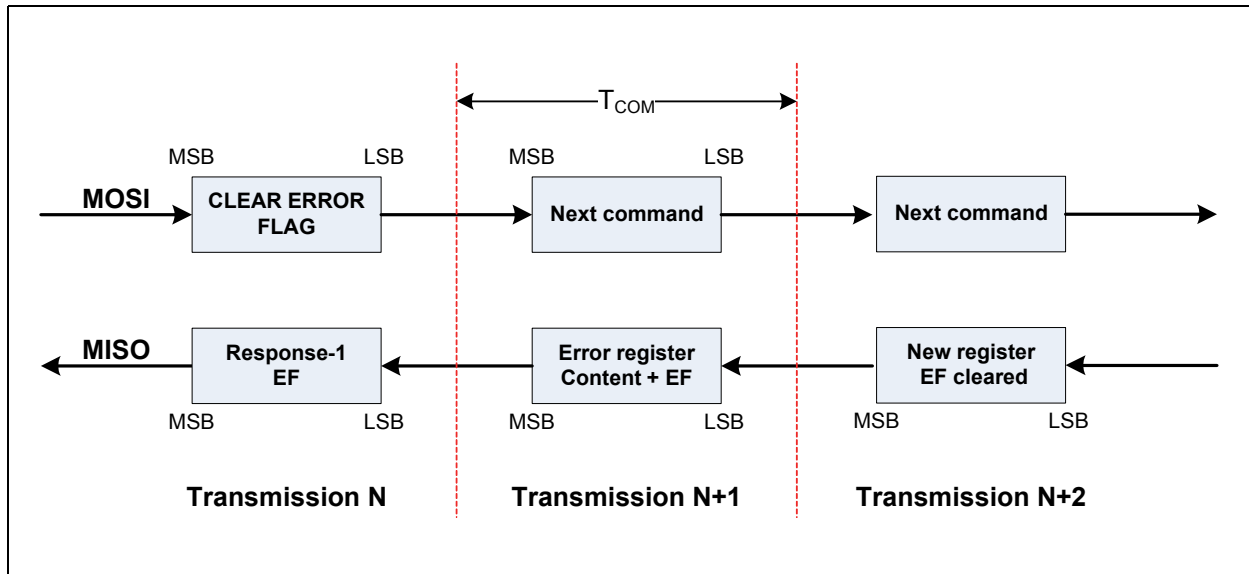 T_COM
MSB LSB MSB LSB
MOSI CLEAR ERROR
FLAG
Next command
Next command
MISO Response-1
EF
Error register
Content + EF
New register
EF cleared
MSB LSB MSB LSB MSB LSB
Transmission N Transmission N+1 Transmission N+2